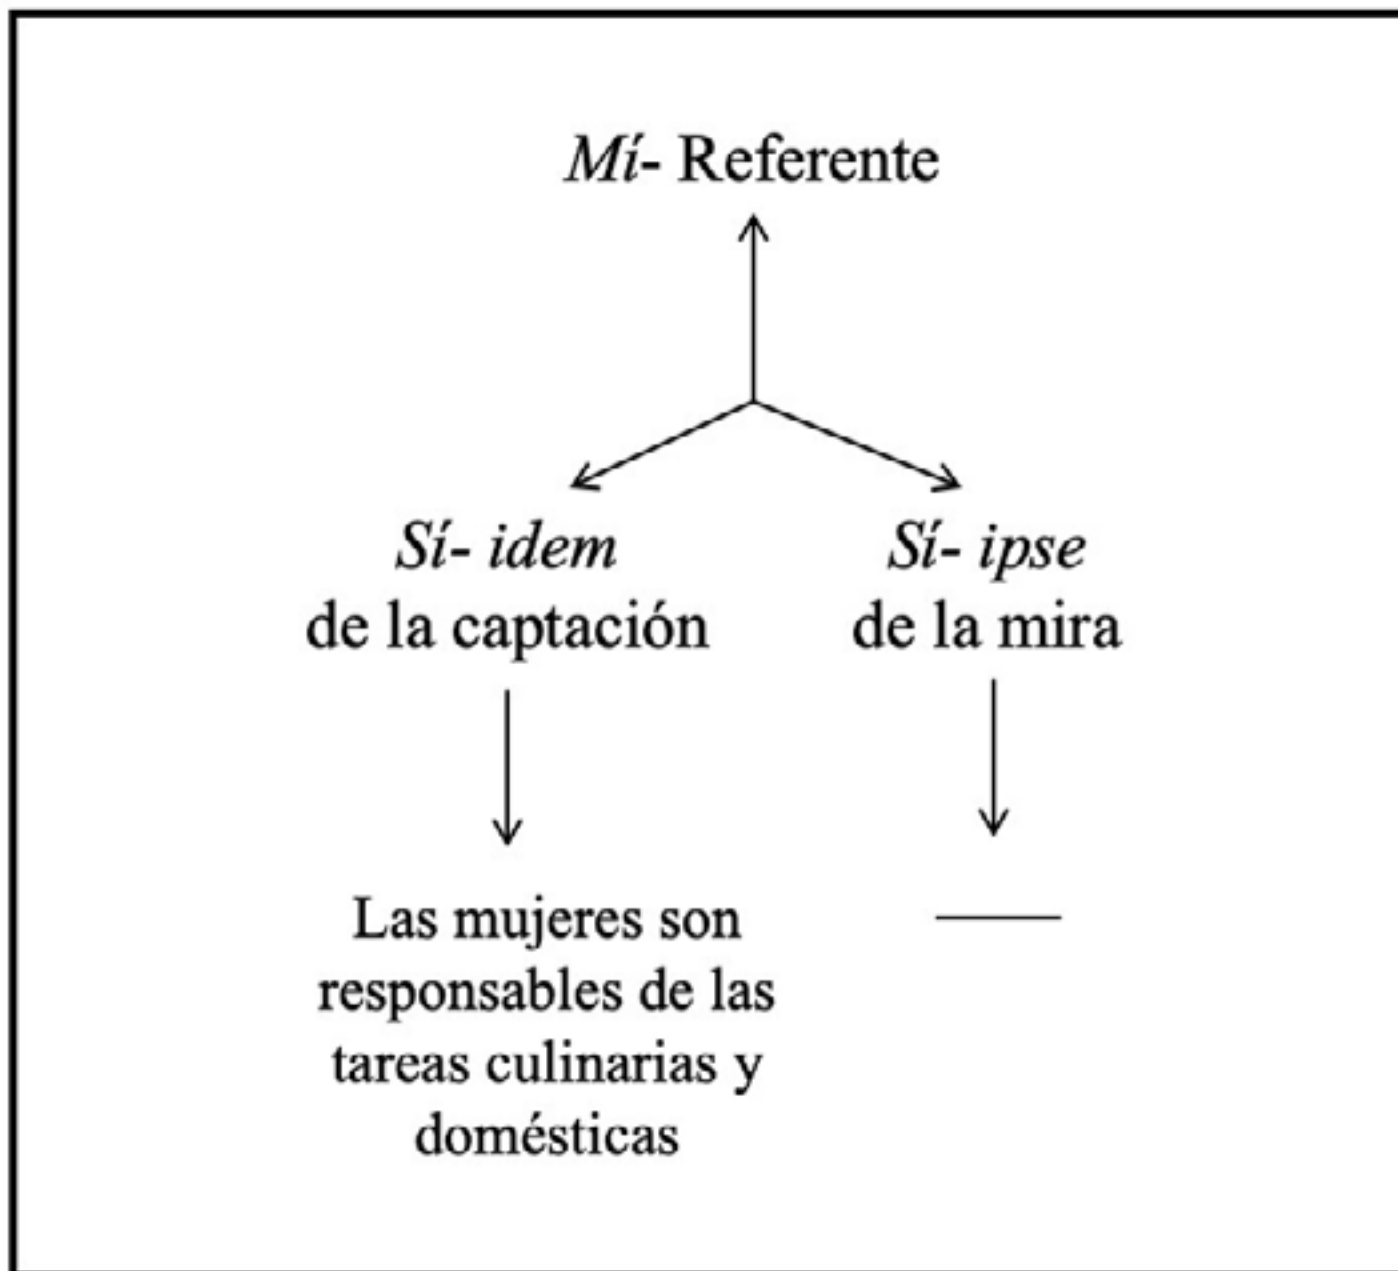 Mí- Referente
Sí- idem
de la captación
Sí- ipse
de la mira
Las mujeres son
responsables de las
tareas culinarias y
domésticas